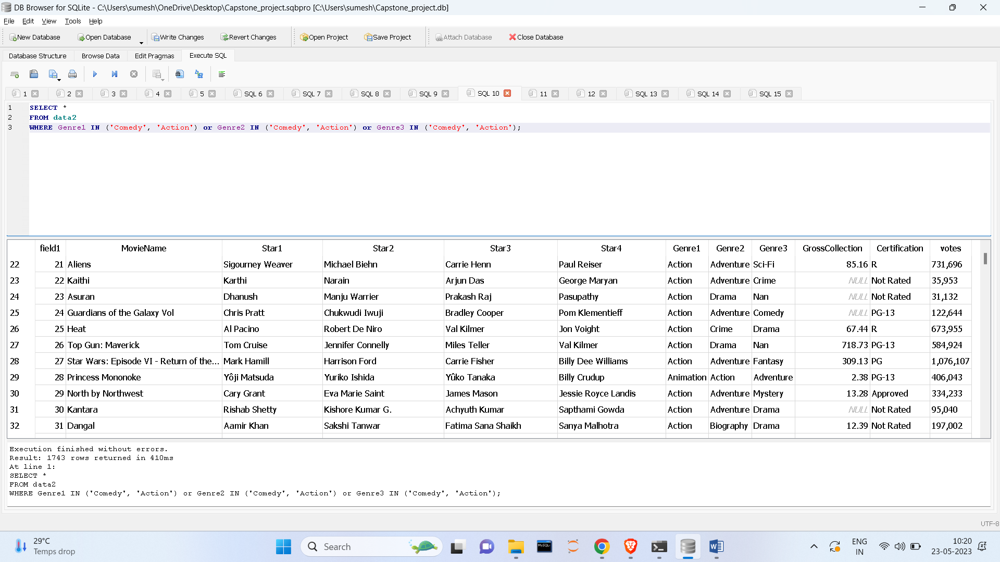 DB Browser for SQLite - C:\Users\sumesh\OneDrive\Desktop\Capstone_project.sqbpro [C:\Users\sumesh\Capstone_project.db]
File Edit View Tools Help
New Database Open Database Write Changes Revert Changes Open Project Save Project Attach Database Close Database
Database Structure Browse Data Edit Pragmas Execute SQL
1 2 3 4 5 SQL 6 SQL 7 SQL 8 SQL 9 SQL 10 11 12 SQL 13 SQL 14 SQL 15
1 SELECT *
2 FROM data2
3 WHERE Genre1 IN ('Comedy', 'Action') or Genre2 IN ('Comedy', 'Action') or Genre3 IN ('Comedy', 'Action');
field1 MovieName Star1 Star2 Star3 Star4 Genre1 Genre2 Genre3 GrossCollection Certification votes
22 21 Aliens Sigourney Weaver Michael Biehn Carrie Henn Paul Reiser Action Adventure Sci-Fi 85.16 R 731,696
23 22 Kaithi Karthi Narain Arjun Das George Maryan Action Adventure Crime NULL Not Rated 35,953
24 23 Asuran Dhanush Manju Warrier Prakash Raj Pasupathy Action Drama Nan NULL Not Rated 31,132
25 24 Guardians of the Galaxy Vol Chris Pratt Chukwudi Iwuji Bradley Cooper Pom Klementieff Action Adventure Comedy NULL PG-13 122,644
26 25 Heat Al Pacino Robert De Niro Val Kilmer Jon Voight Action Crime Drama 67.44 R 673,955
27 26 Top Gun: Maverick Tom Cruise Jennifer Connelly Miles Teller Val Kilmer Action Drama Nan 718.73 PG-13 584,924
28 27 Star Wars: Episode VI - Return of the... Mark Hamill Harrison Ford Carrie Fisher Billy Dee Williams Action Adventure Fantasy 309.13 PG 1,076,107
29 28 Princess Mononoke Yôji Matsuda Yuriko Ishida Yûko Tanaka Billy Crudup Animation Action Adventure 2.38 PG-13 406,043
30 29 North by Northwest Cary Grant Eva Marie Saint James Mason Jessie Royce Landis Action Adventure Mystery 13.28 Approved 334,233
31 30 Kantara Rishab Shetty Kishore Kumar G. Achyuth Kumar Sapthami Gowda Action Adventure Drama NULL Not Rated 95,040
32 31 Dangal Aamir Khan Sakshi Tanwar Fatima Sana Shaikh Sanya Malhotra Action Biography Drama 12.39 Not Rated 197,002
Execution finished without errors.
Result: 1743 rows returned in 410ms
At line 1:
SELECT *
FROM data2
WHERE Genre1 IN ('Comedy', 'Action') or Genre2 IN ('Comedy', 'Action') or Genre3 IN ('Comedy', 'Action');
UTF-8
29°C
Temps drop
Search
MySQL
ENG
IN
10:20
23-05-2023